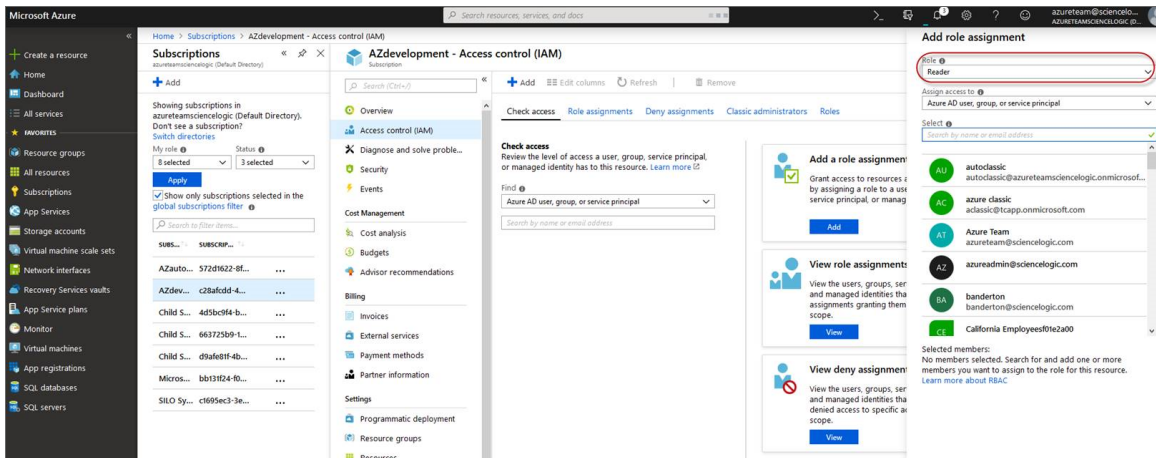 Microsoft Azure
Search resources, services, and docs
azureteam@sciencelo...
AZURETEAMSCIENCELOGIC (D...
Create a resource
Home
Dashboard
All services
FAVORITES
Resource groups
All resources
Subscriptions
App Services
Storage accounts
Virtual machine scale sets
Network interfaces
Recovery Services vaults
App Service plans
Monitor
Virtual machines
App registrations
SQL databases
SQL servers
Home > Subscriptions > AZdevelopment - Access control (IAM)
Subscriptions
azureteamsciencelogic (Default Directory)
Add
Showing subscriptions in
azureteamsciencelogic (Default Directory).
Don't see a subscription?
Switch directories
My role Status
8 selected 3 selected
Apply
Show only subscriptions selected in the
global subscriptions filter
Search to filter items...
SUBS... SUBSCRIP...
AZauto... 572d1622-8f... ...
AZdev... c28afcdd-4... ...
Child S... 4d5bc9f4-b... ...
Child S... 663725b9-1... ...
Child S... d9afe81f-4b... ...
Micros... bb13ff24-f0... ...
SILO Sy... c1695ec3-3e... ...
AZdevelopment - Access control (IAM)
Subscription
Search (Ctrl+/)
Overview
Access control (IAM)
Diagnose and solve proble...
Security
Events
Cost Management
Cost analysis
Budgets
Advisor recommendations
Billing
Invoices
External services
Payment methods
Partner information
Settings
Programmatic deployment
Resource groups
Resources
Add Edit columns Refresh Remove
Check access Role assignments Deny assignments Classic administrators Roles
Check access
Review the level of access a user, group, service principal,
or managed identity has to this resource. Learn more
Find
Azure AD user, group, or service principal
Search by name or email address
Add a role assignment
Grant access to resources a
by assigning a role to a use
service principal, or manag
Add
View role assignments
View the users, groups, ser
and managed identities tha
assignments granting them
scope.
View
View deny assignment
View the users, groups, ser
and managed identities tha
denied access to specific ac
scope.
View
Add role assignment
Role
Reader
Assign access to
Azure AD user, group, or service principal
Select
Search by name or email address
AU autoclassic
autoclassic@azureteamsciencelogic.onmicrosof...
AC azure classic
aclassic@tcapp.onmicrosoft.com
AT Azure Team
azureteam@sciencelogic.com
AZ azureadmin@sciencelogic.com
BA banderton
banderton@sciencelogic.com
CE California Employeesf01e2a00
Selected members:
No members selected. Search for and add one or more
members you want to assign to the role for this resource.
Learn more about RBAC